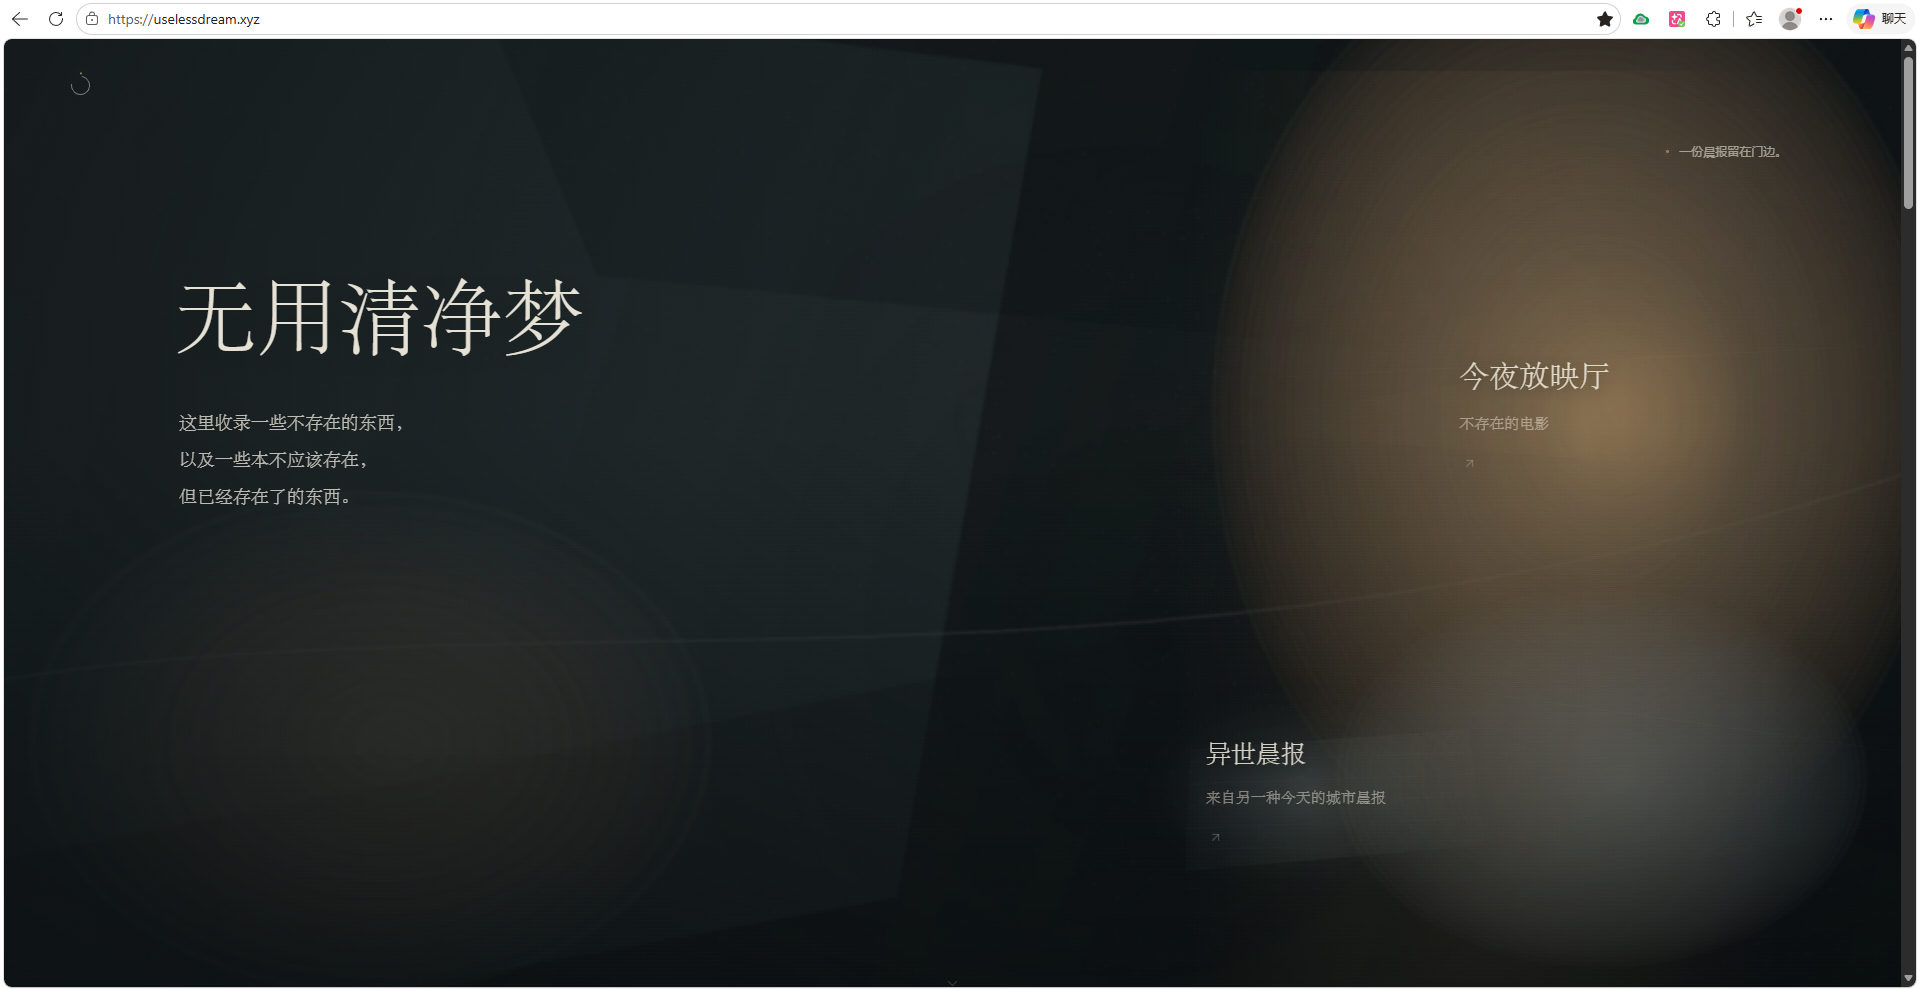 https://uselessdream.xyz
聊天
一份晨报留在门边。
无用清净梦
这里收录一些不存在的东西，
以及一些本不应该存在，
但已经存在了的东西。
今夜放映厅
不存在的电影
异世晨报
来自另一种今天的城市晨报